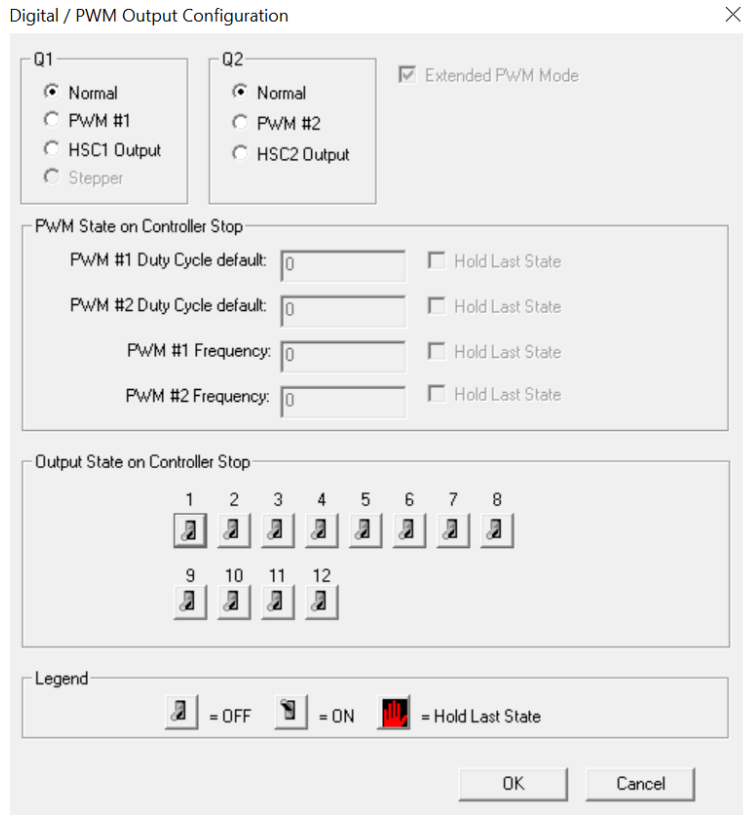 Digital / PWM Output Configuration
Q1
Normal
PWM #1
HSC1 Output
Stepper
Q2
Normal
PWM #2
HSC2 Output
Extended PWM Mode
PWM State on Controller Stop
PWM #1 Duty Cycle default: 0 Hold Last State
PWM #2 Duty Cycle default: 0 Hold Last State
PWM #1 Frequency: 0 Hold Last State
PWM #2 Frequency: 0 Hold Last State
Output State on Controller Stop
1 2 3 4 5 6 7 8
9 10 11 12
Legend
= OFF = ON = Hold Last State
OK Cancel